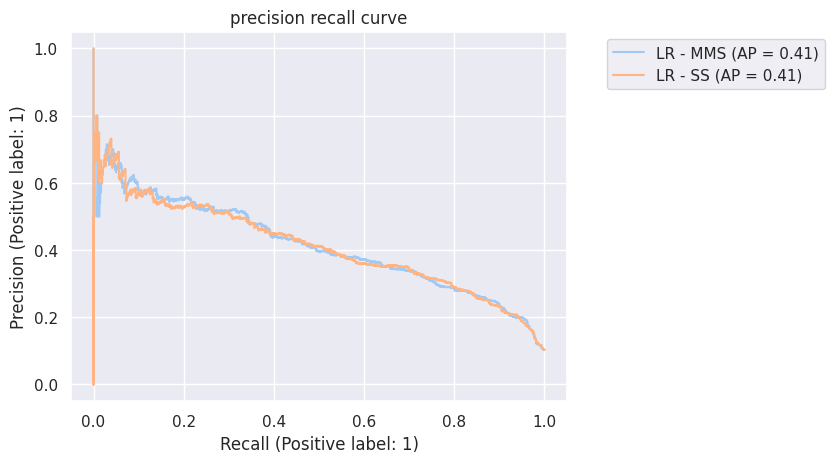 precision recall curve
LR - MMS (AP = 0.41)
LR - SS (AP = 0.41)
Precision (Positive label: 1)
1.0
0.8
0.6
0.4
0.2
0.0
0.0 0.2 0.4 0.6 0.8 1.0
Recall (Positive label: 1)